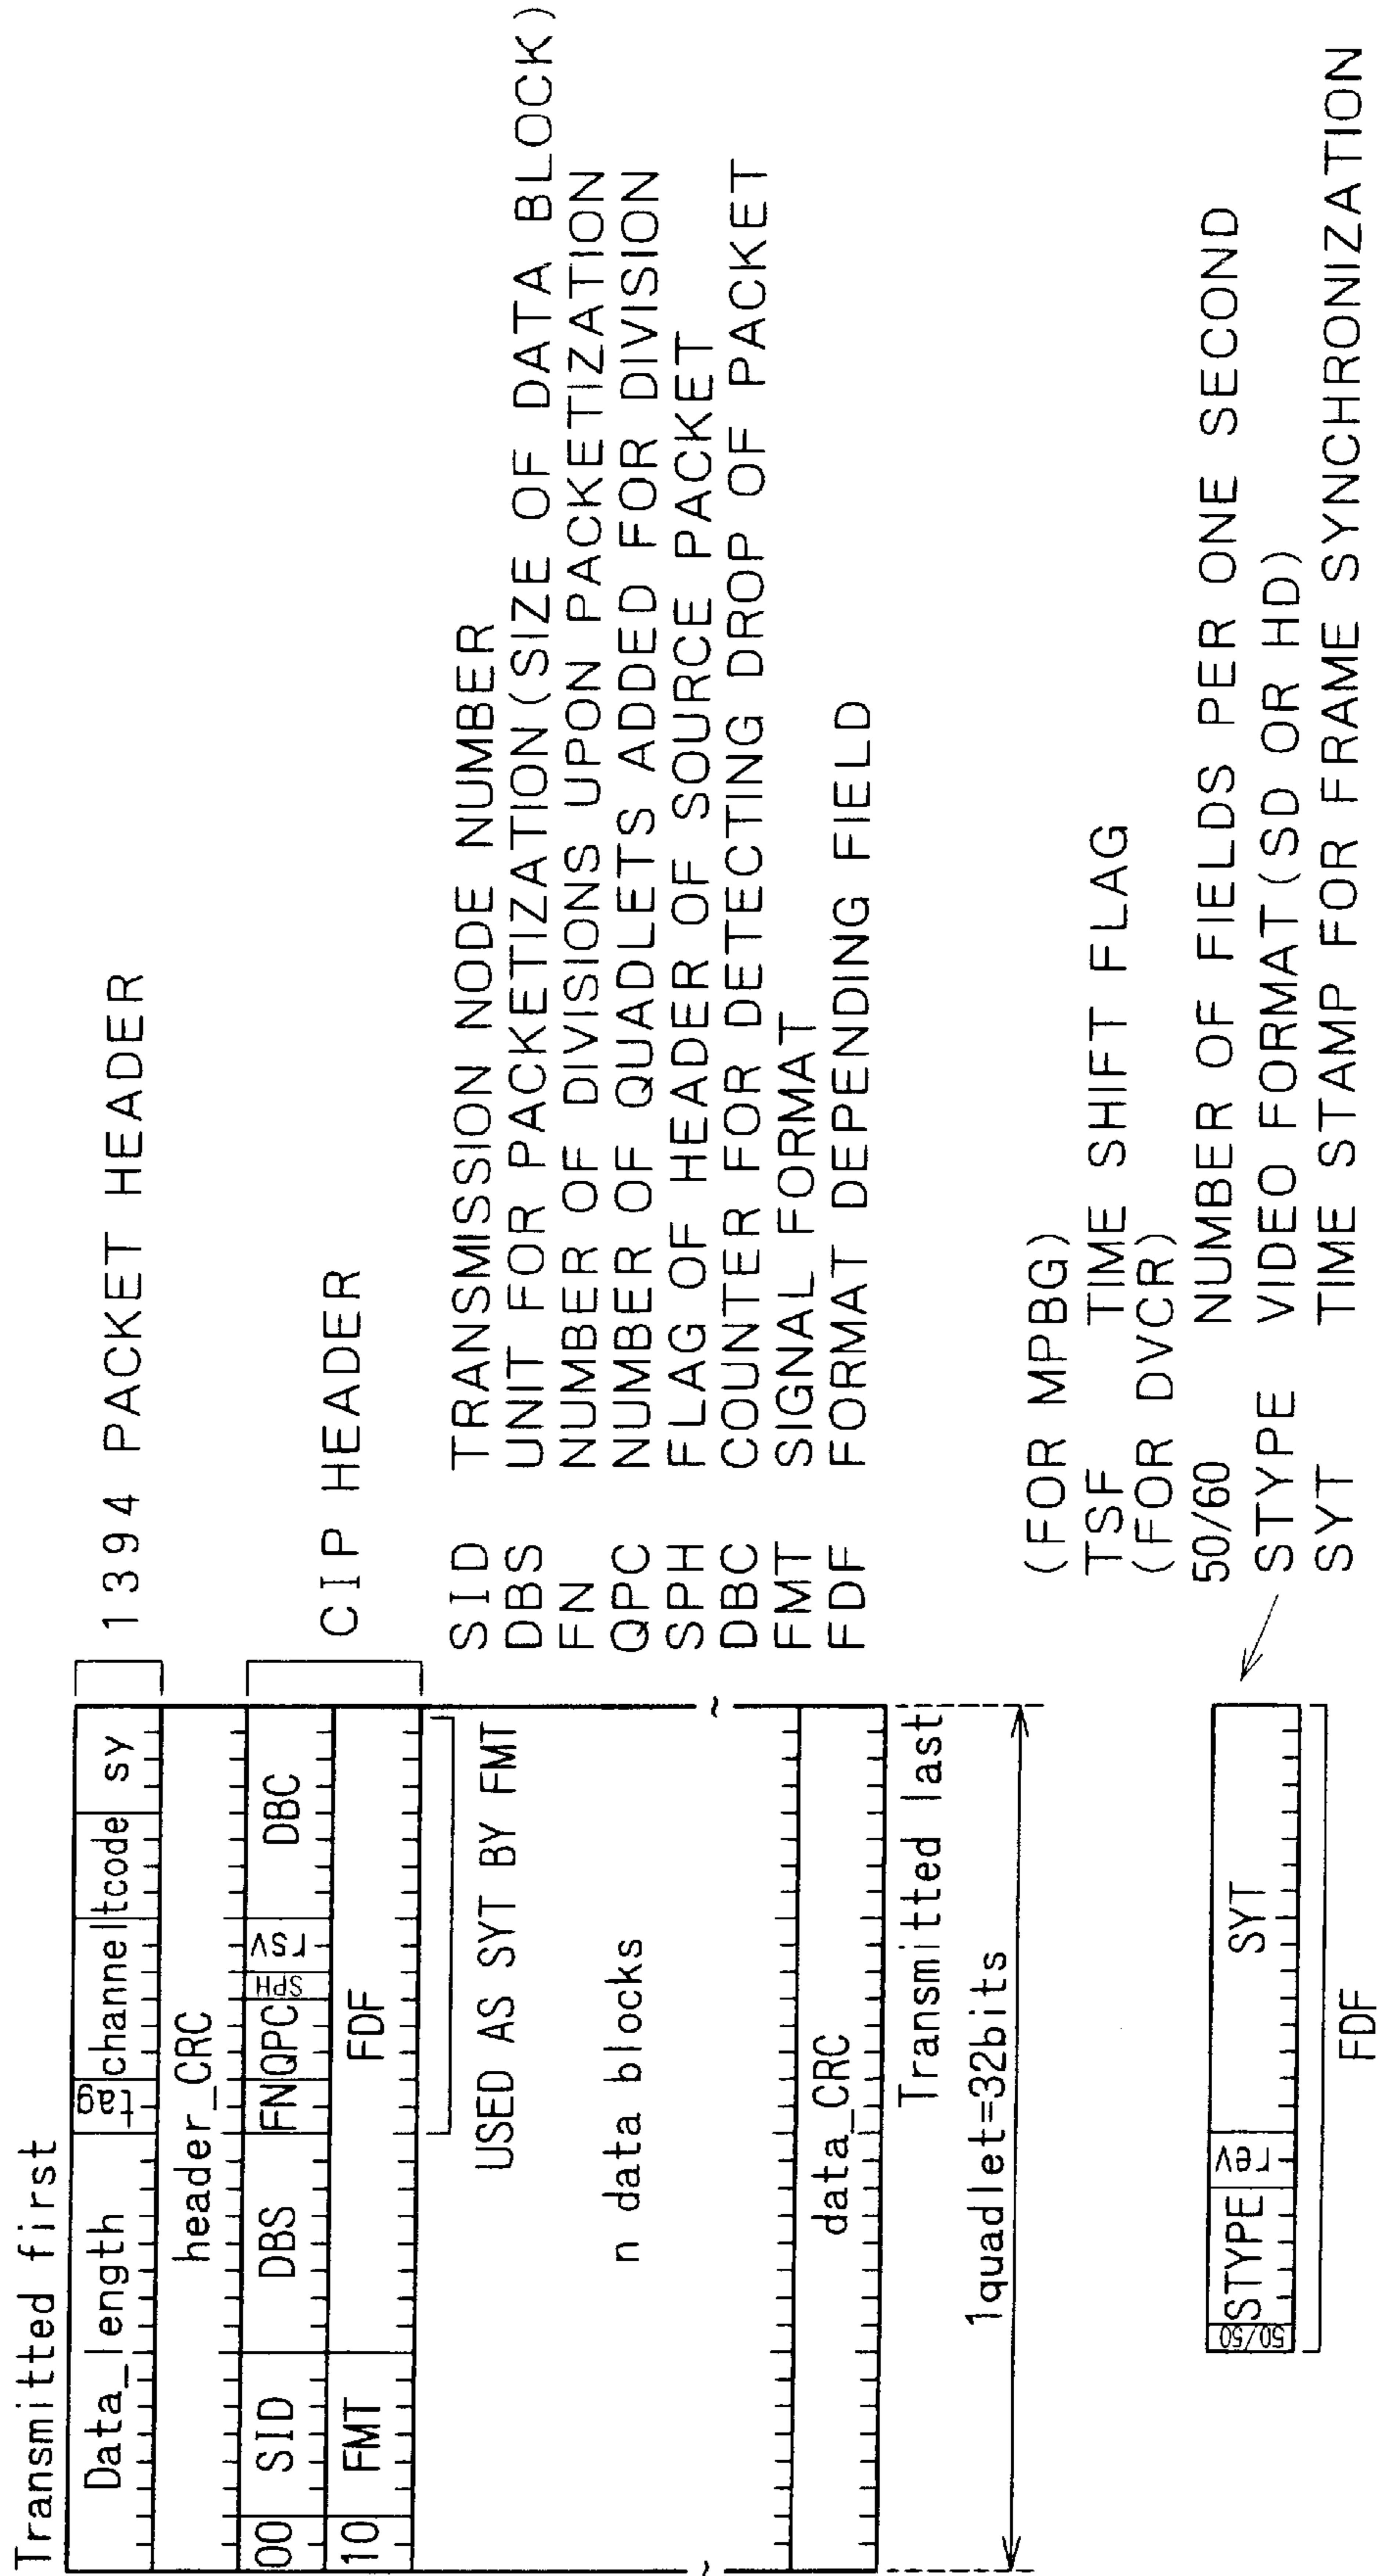 Transmitted first
Data_length tag channel tcode sy
1394 PACKET HEADER
header_CRC
00 SID DBS FN QPC SPH rsv DBC
10 FMT FDF
CIP HEADER
USED AS SYT BY FMT
n data blocks
data_CRC
Transmitted last
1quadlet=32bits
SID TRANSMISSION NODE NUMBER
DBS UNIT FOR PACKETIZATION(SIZE OF DATA BLOCK)
FN NUMBER OF DIVISIONS UPON PACKETIZATION
QPC NUMBER OF QUADLETS ADDED FOR DIVISION
SPH FLAG OF HEADER OF SOURCE PACKET
DBC COUNTER FOR DETECTING DROP OF PACKET
FMT SIGNAL FORMAT
FDF FORMAT DEPENDING FIELD
(FOR MPBG)
TSF TIME SHIFT FLAG
(FOR DVCR)
50/60 NUMBER OF FIELDS PER ONE SECOND
STYPE VIDEO FORMAT(SD OR HD)
SYT TIME STAMP FOR FRAME SYNCHRONIZATION
50/50 STYPE rev SYT
FDF